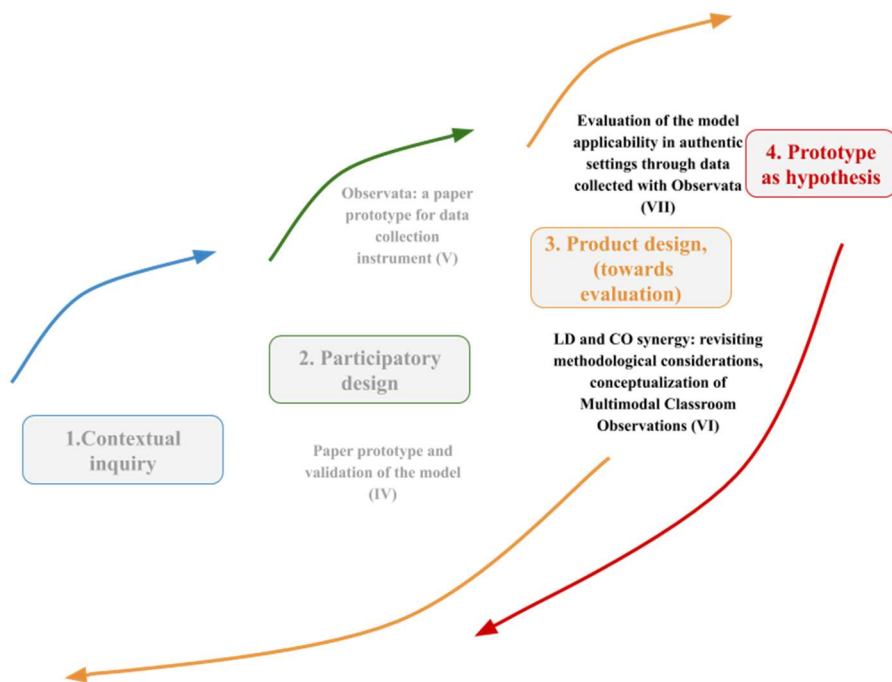 Evaluation of the model
applicability in authentic
settings through data
collected with Observata
(VII)
4. Prototype
as hypothesis
Observata: a paper
prototype for data
collection
instrument (V)
3. Product design,
(towards
evaluation)
2. Participatory
design
LD and CO synergy: revisiting
methodological considerations,
conceptualization of
Multimodal Classroom
Observations (VI)
1.Contextual
inquiry
Paper prototype and
validation of the model
(IV)